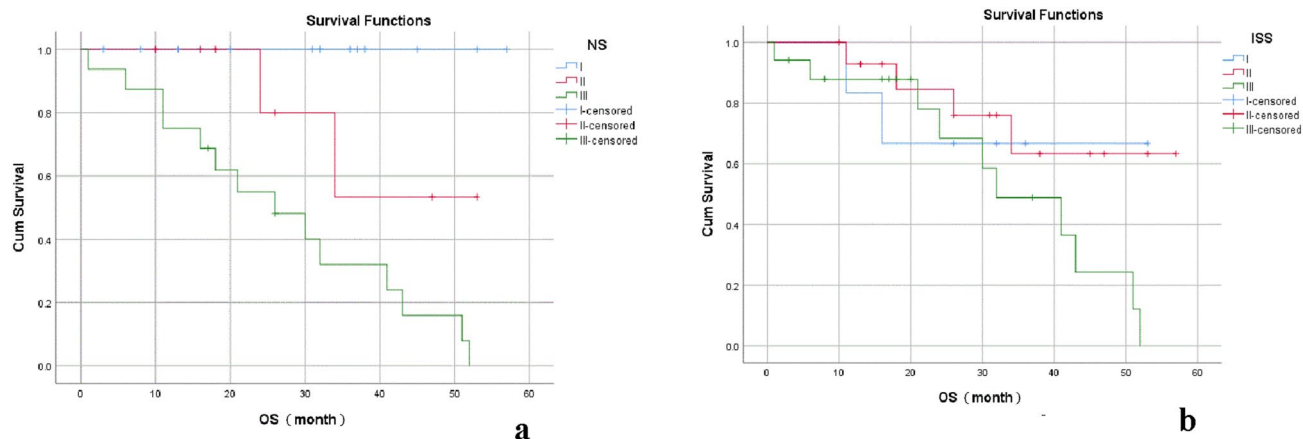 Survival Functions
NS
I
II
III
I-censored
II-censored
III-censored
1.0
0.8
0.6
0.4
0.2
0.0
Cum Survival
0 10 20 30 40 50 60
OS（month）
a
Survival Functions
ISS
I
II
III
I-censored
II-censored
III-censored
1.0
0.8
0.6
0.4
0.2
0.0
Cum Survival
0 10 20 30 40 50 60
OS（month）
b